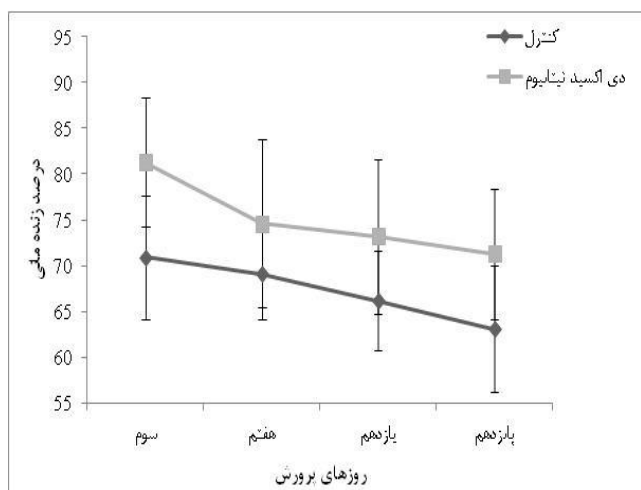 95
90
85
80
75
70
65
60
55
کنترل
دی اکسید تیتانیوم
درصد زنده مانی
سوم
هفتم
یازدهم
پانزدهم
روزهای پرورش